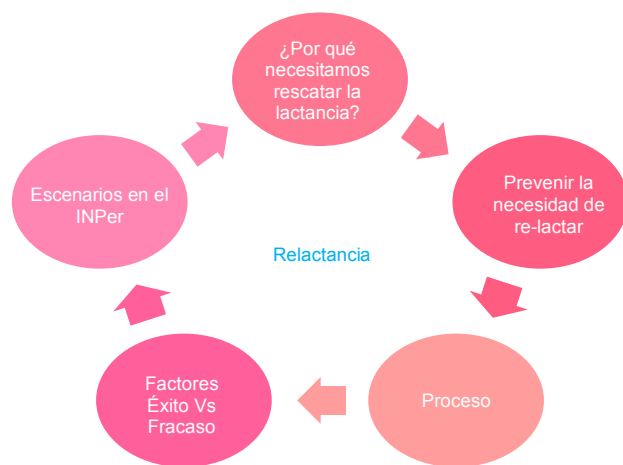 ¿Por qué
necesitamos
rescatar la
lactancia?
Prevenir la
necesidad de
re-lactar
Proceso
Factores
Éxito Vs
Fracaso
Escenarios en el
INPer
Relactancia